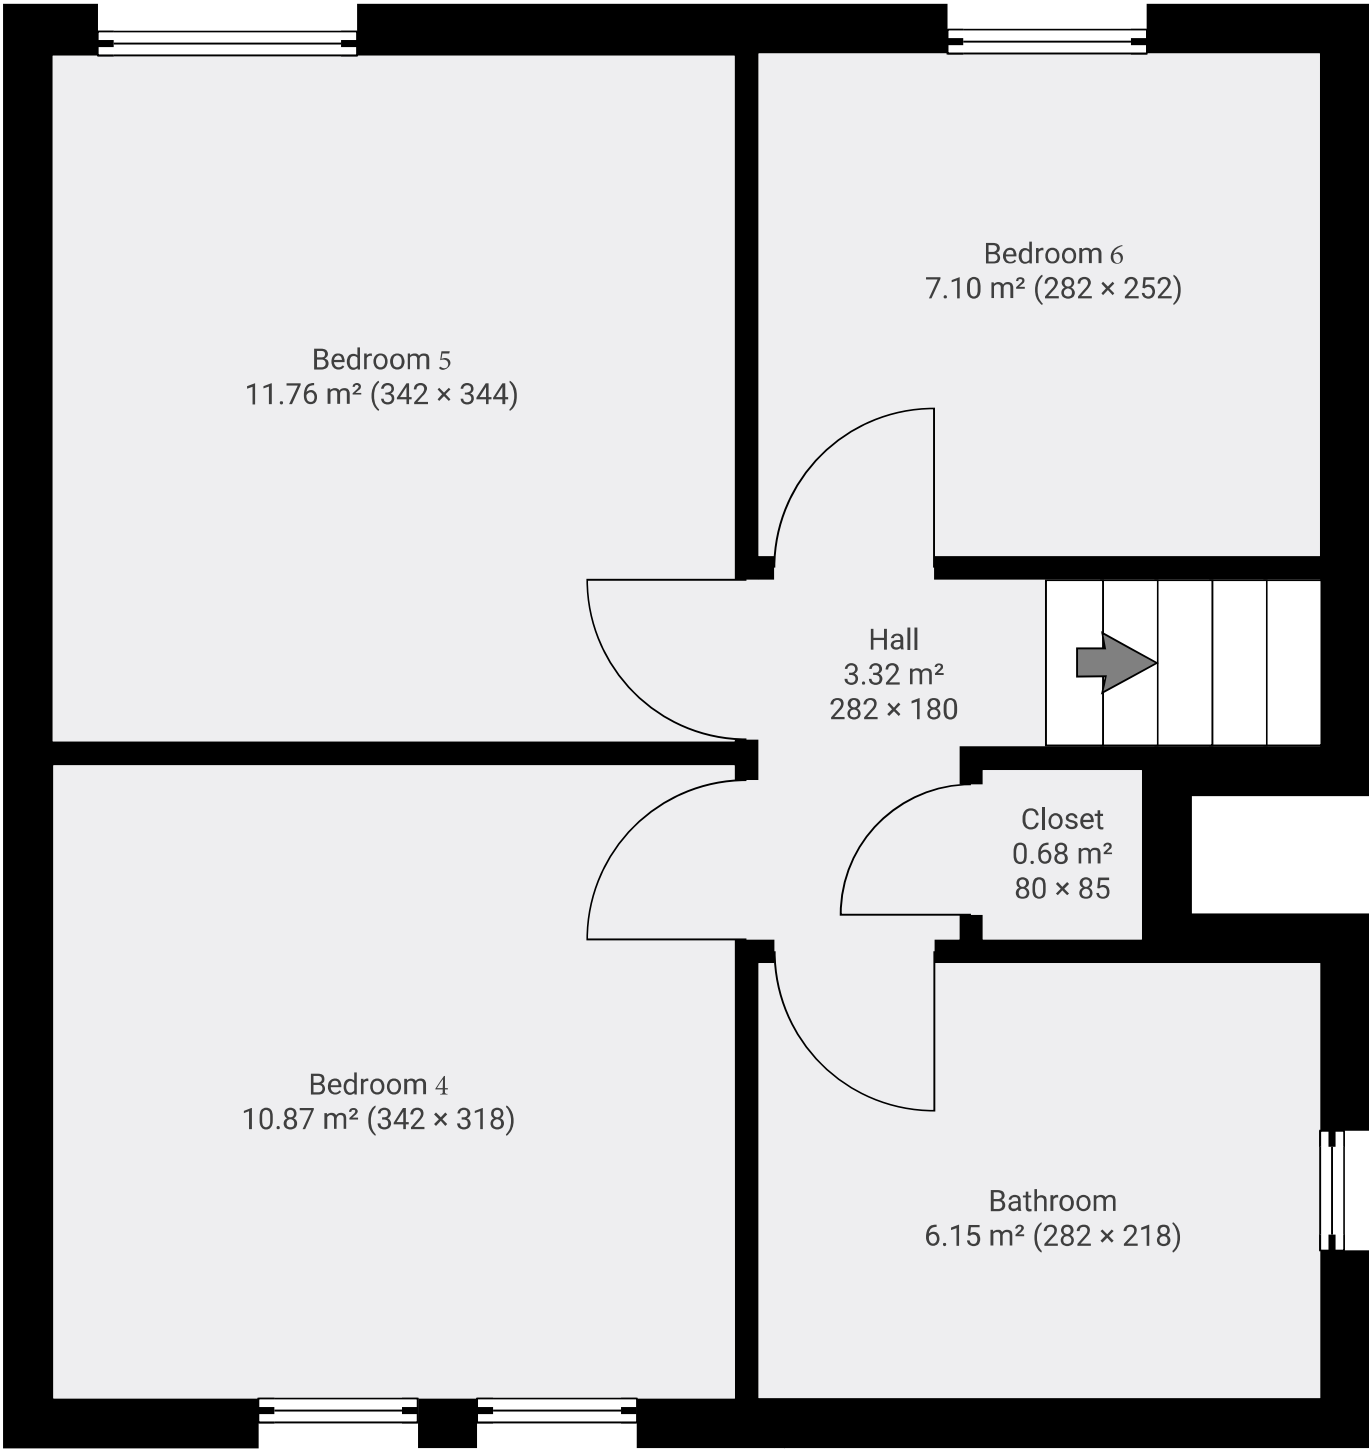 Bedroom 6
7.10 m² (282 × 252)
Bedroom 5
11.76 m² (342 × 344)
Hall
3.32 m²
282 × 180
Closet
0.68 m²
80 × 85
Bedroom 4
10.87 m² (342 × 318)
Bathroom
6.15 m² (282 × 218)